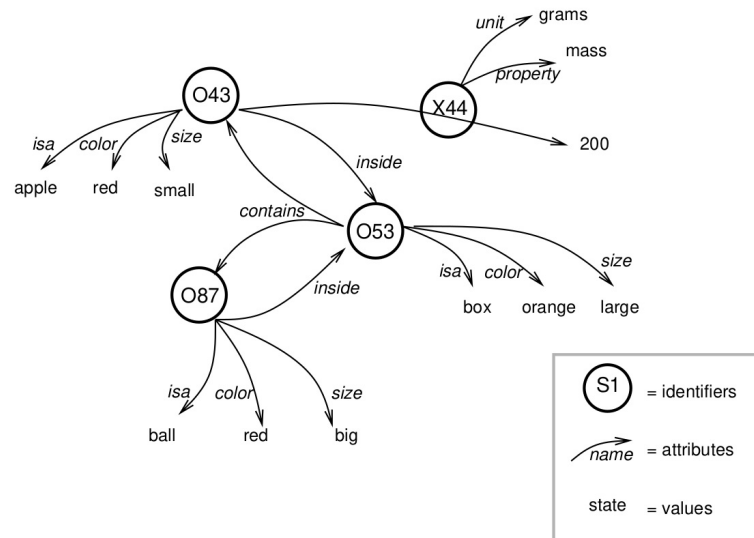 unit
grams
mass
property
O43
X44
200
isa
color
size
apple
red
small
inside
contains
O53
O87
inside
isa
color
size
box
orange
large
isa
color
size
ball
red
big
S1
= identifiers
name
= attributes
state
= values